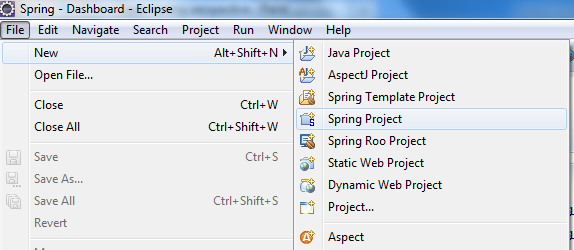 Spring - Dashboard - Eclipse
File Edit Navigate Search Project Run Window Help
New Alt+Shift+N
Open File...
Close Ctrl+W
Close All Ctrl+Shift+W
Save Ctrl+S
Save As...
Save All Ctrl+Shift+S
Revert
Java Project
AspectJ Project
Spring Template Project
Spring Project
Spring Roo Project
Static Web Project
Dynamic Web Project
Project...
Aspect